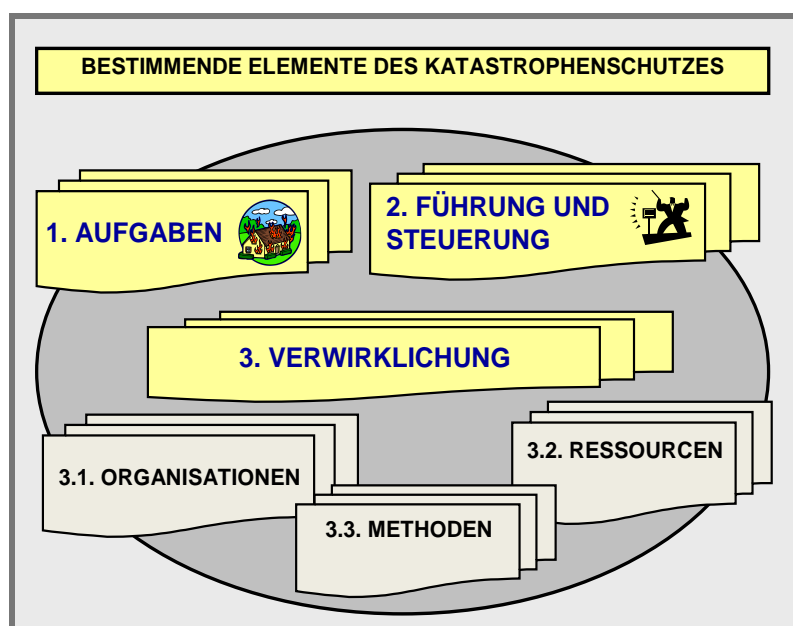 BESTIMMENDE ELEMENTE DES KATASTROPHENSCHUTZES
1. AUFGABEN
2. FÜHRUNG UND
STEUERUNG
3. VERWIRKLICHUNG
3.1. ORGANISATIONEN
3.2. RESSOURCEN
3.3. METHODEN